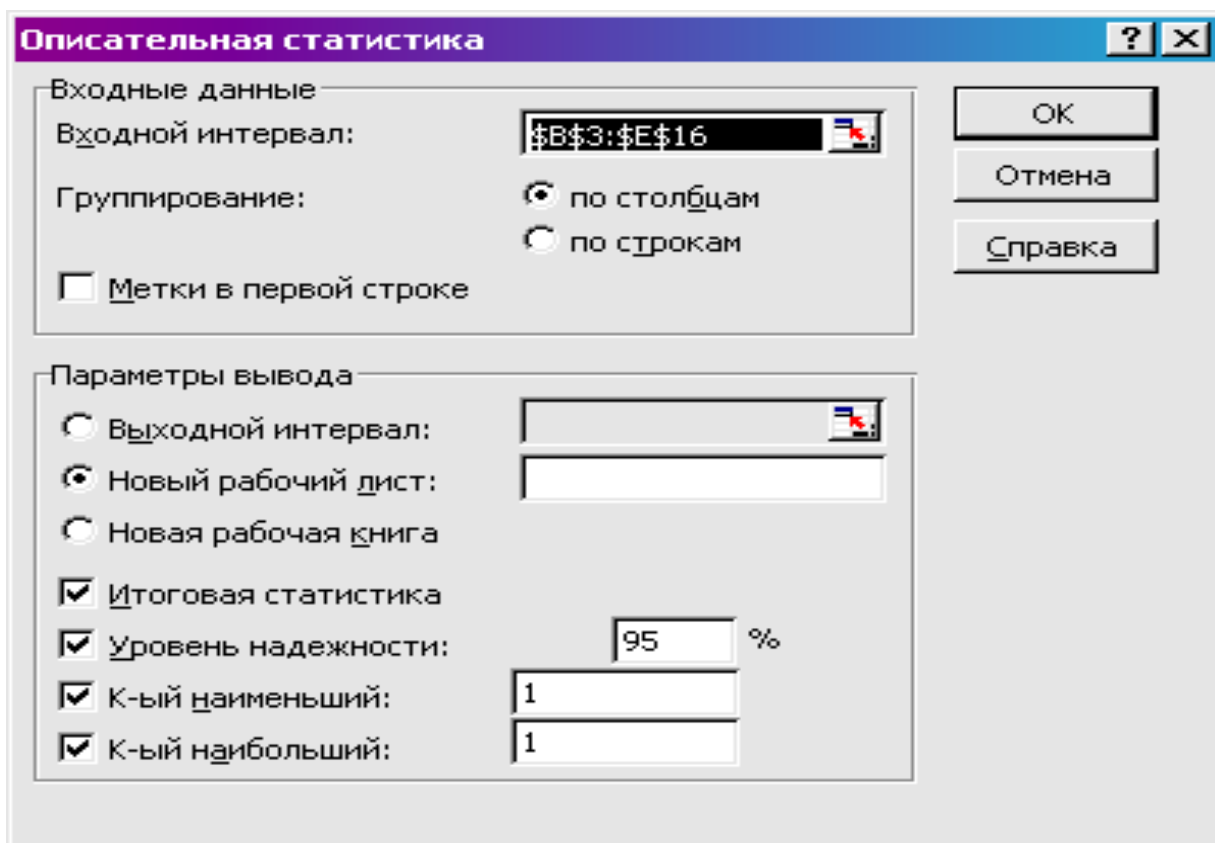 Описательная статистика
Входные данные
Входной интервал: $B$3:$E$16
Группирование: по столбцам
по строкам
Метки в первой строке
OK
Отмена
Справка
Параметры вывода
Выходной интервал:
Новый рабочий лист:
Новая рабочая книга
Итоговая статистика
Уровень надежности: 95 %
К-ый наименьший: 1
К-ый наибольший: 1